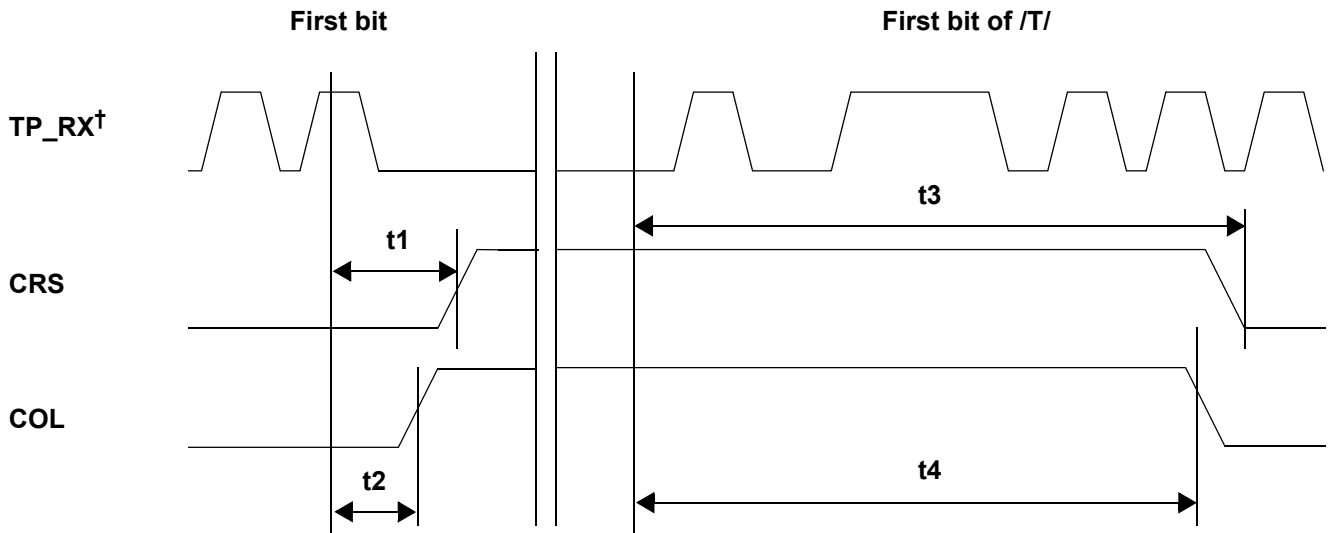 First bit
First bit of /T/
TP_RX†
t3
t1
CRS
COL
t4
t2